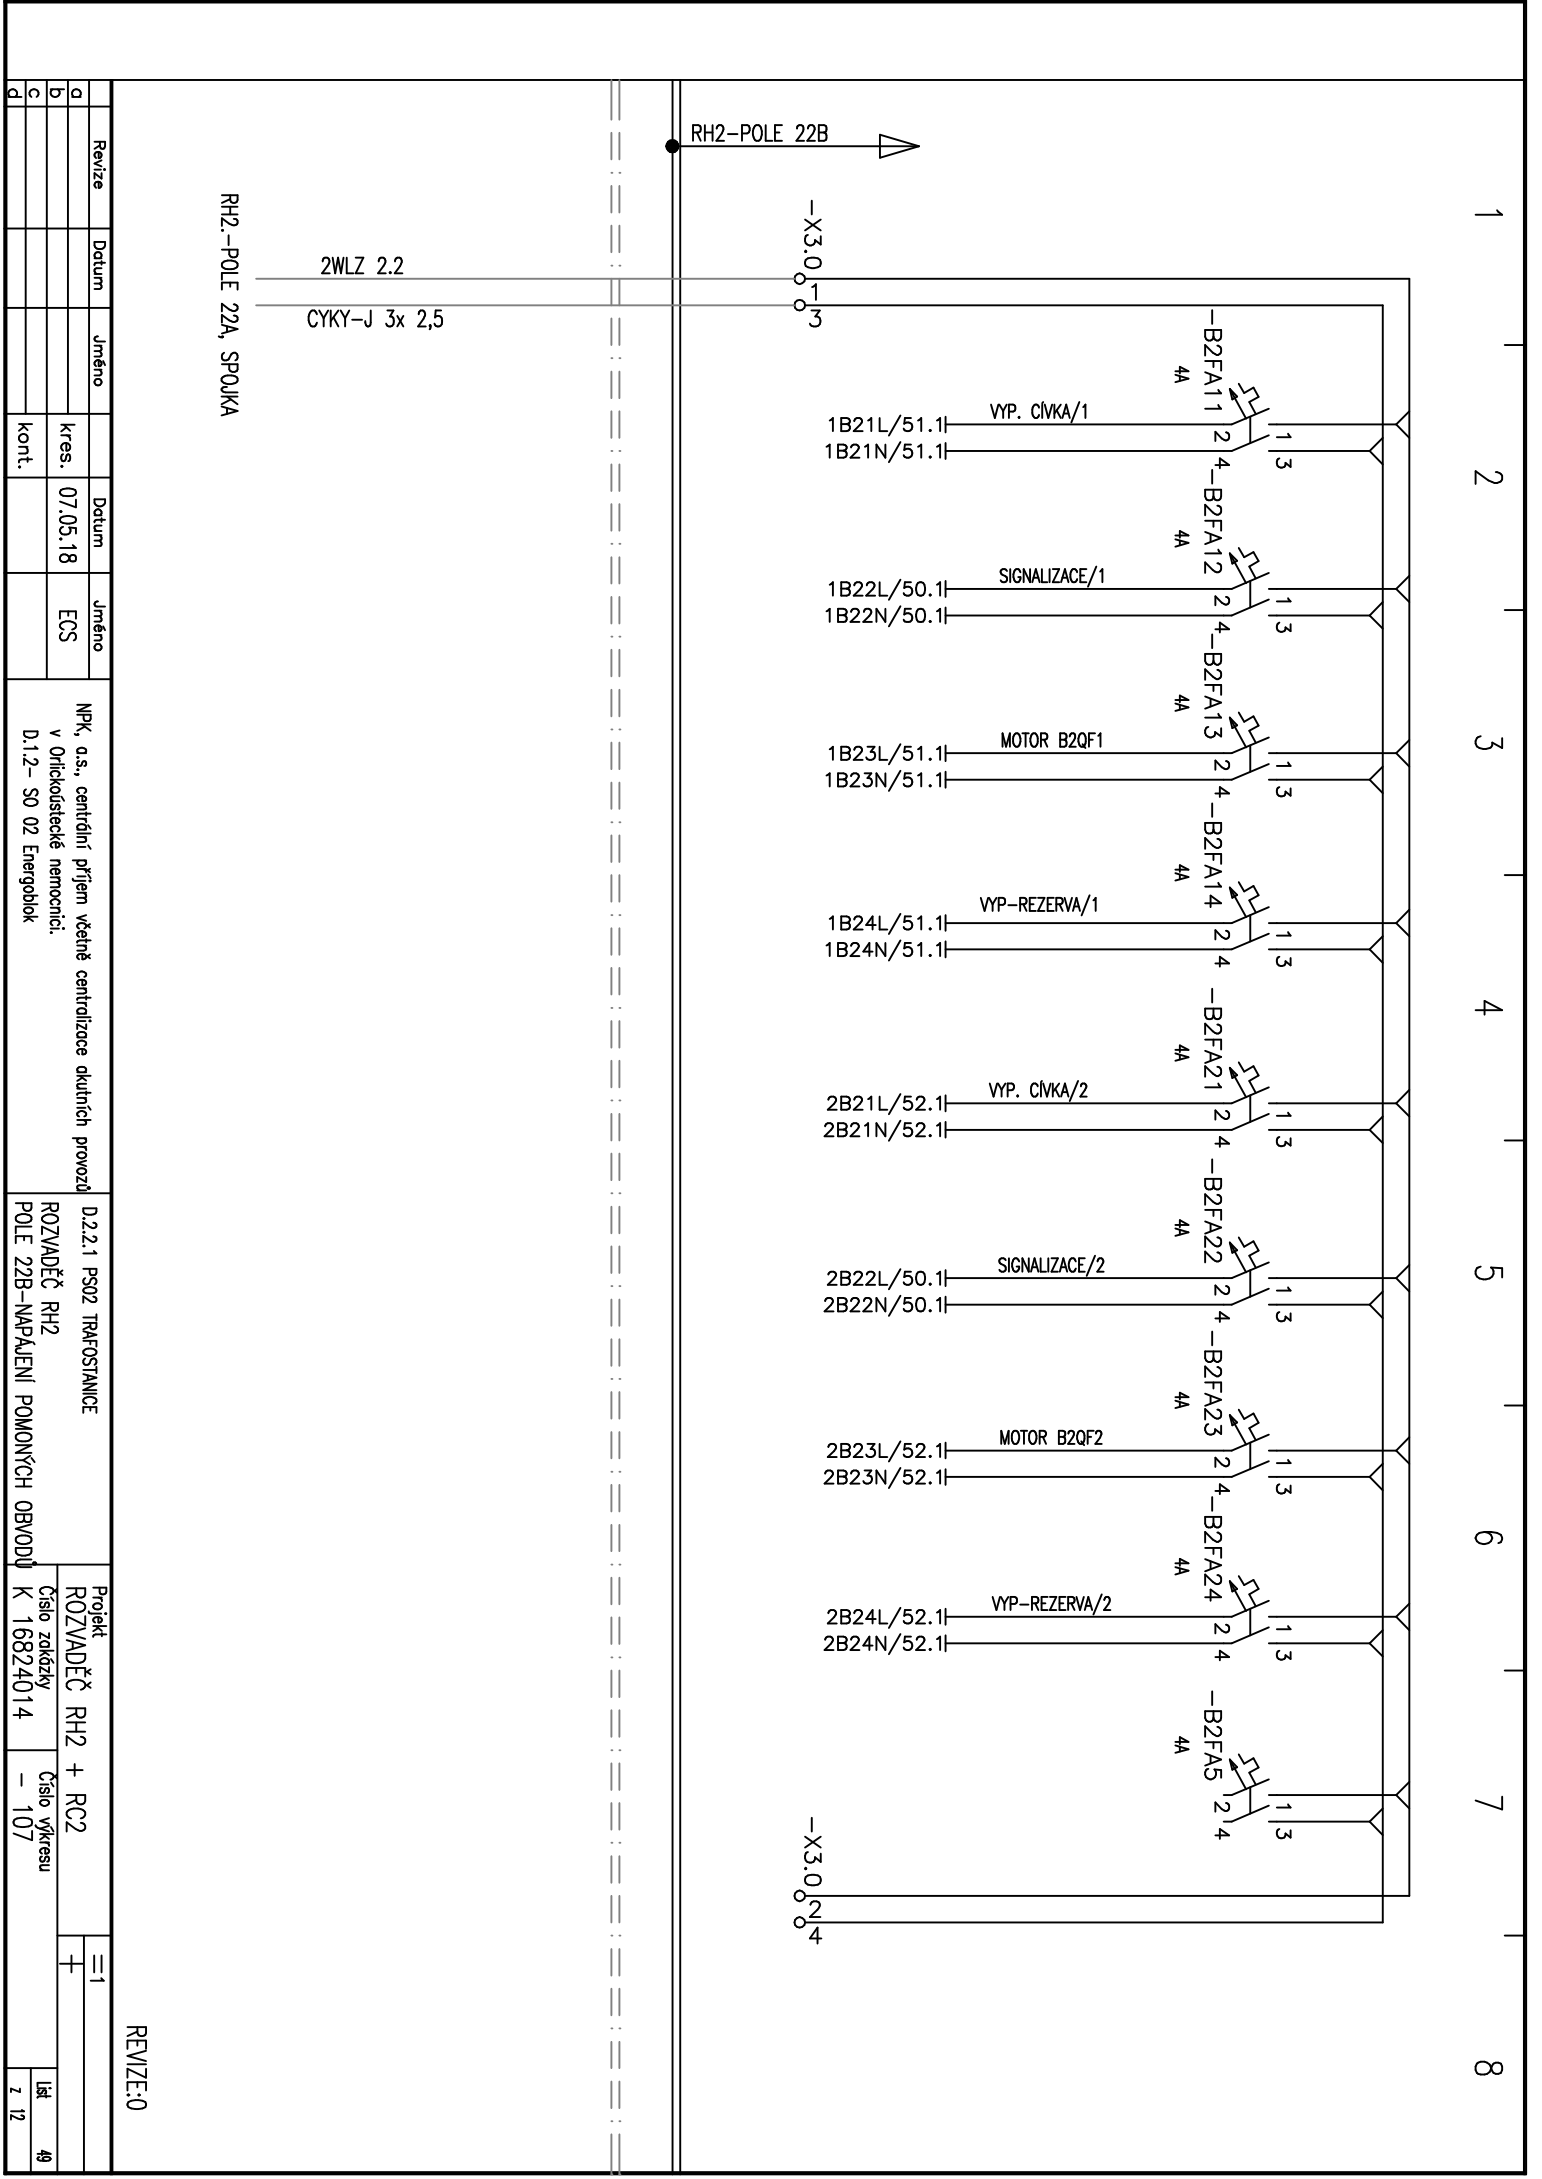 1
2
3
4
5
6
7
8
-B2FA11
4A
1
3
2
4
-B2FA12
4A
1
3
2
4
-B2FA13
4A
1
3
2
4
-B2FA14
4A
1
3
2
4
-B2FA21
4A
1
3
2
4
-B2FA22
4A
1
3
2
4
-B2FA23
4A
1
3
2
4
-B2FA24
4A
1
3
2
4
-B2FA5
4A
1
3
2
4
VYP. CÍVKA/1
1B21L/51.1
1B21N/51.1
SIGNALIZACE/1
1B22L/50.1
1B22N/50.1
MOTOR B2QF1
1B23L/51.1
1B23N/51.1
VYP-REZERVA/1
1B24L/51.1
1B24N/51.1
VYP. CÍVKA/2
2B21L/52.1
2B21N/52.1
SIGNALIZACE/2
2B22L/50.1
2B22N/50.1
MOTOR B2QF2
2B23L/52.1
2B23N/52.1
VYP-REZERVA/2
2B24L/52.1
2B24N/52.1
-X3.0
1
3
-X3.0
2
4
RH2-POLE 22B
2WLZ 2.2
CYKY-J 3x 2,5
RH2.-POLE 22A, SPOJKA
REVIZE:0
Revize
Datum
Jméno
Datum
Jméno
a
b
c
d
kres.
07.05.18
ECS
kont.
NPK, a.s., centrální příjem včetně centralizace akutních provozů
v Orlickoústecké nemocnici.
D.1.2- SO 02 Energoblok
D.2.2.1 PS02 TRAFOSTANICE
ROZVADĚČ RH2
POLE 22B-NAPÁJENÍ POMONÝCH OBVODŮ
Projekt
ROZVADĚČ RH2 + RC2
Číslo zakázky
K 16824014
Číslo výkresu
- 107
=1
+
List 49
z 12